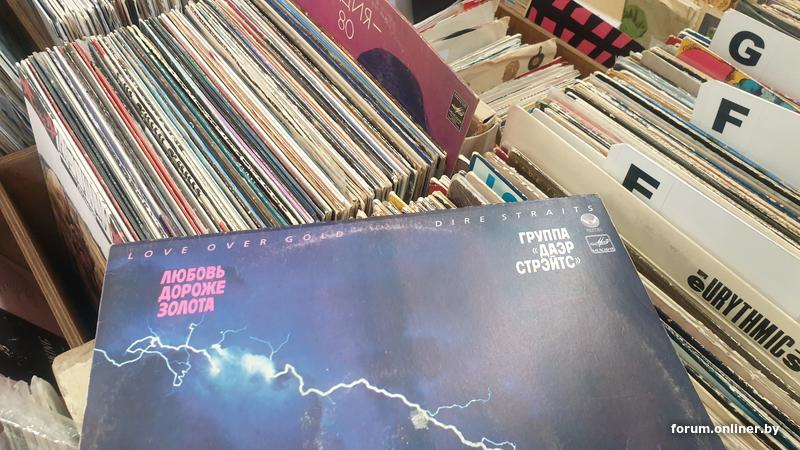 G
F
E
LOVE OVER GOLD DIRE STRAITS
ЛЮБОВЬ
ДОРОЖЕ
ЗОЛОТА
ГРУППА
«ДАЭР
СТРЭЙТС»
EURYTHMICS
forum.onliner.by